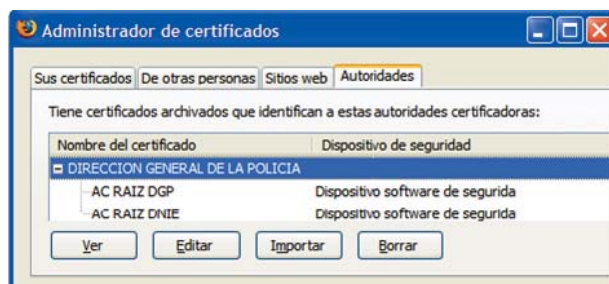 Administrador de certificados
Sus certificados De otras personas Sitios web Autoridades
Tiene certificados archivados que identifican a estas autoridades certificadoras:
Nombre del certificado Dispositivo de seguridad
DIRECCION GENERAL DE LA POLICIA
AC RAIZ DGP Dispositivo software de segurida
AC RAIZ DNIE Dispositivo software de segurida
Ver Editar Importar Borrar